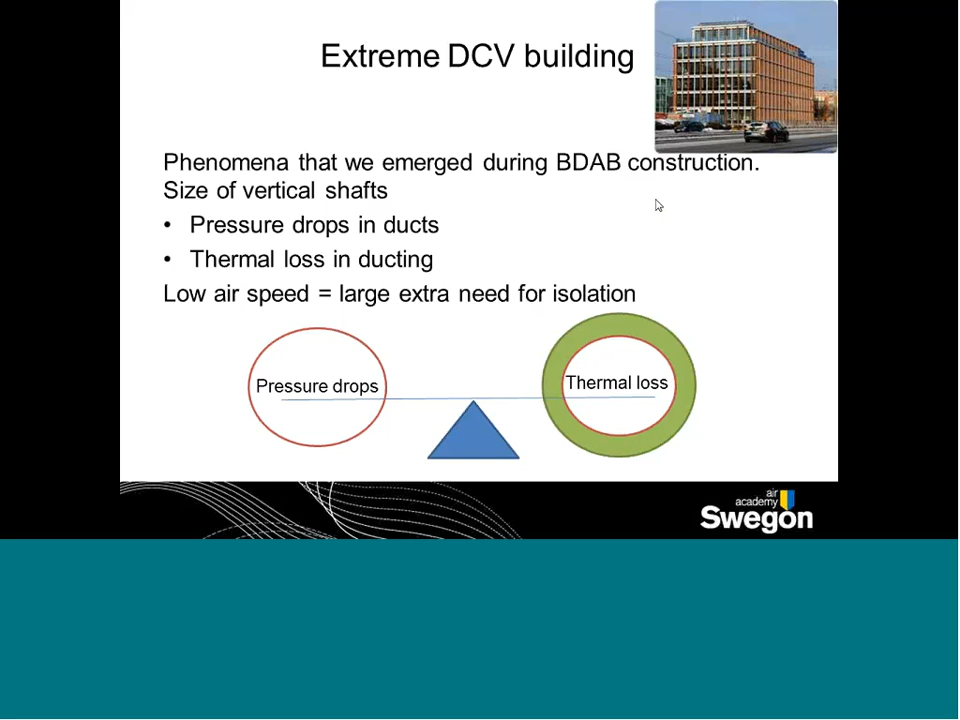 Extreme DCV building
Phenomena that we emerged during BDAB construction.
Size of vertical shafts
• Pressure drops in ducts
• Thermal loss in ducting
Low air speed = large extra need for isolation
Pressure drops
Thermal loss
air
academy
Swegon